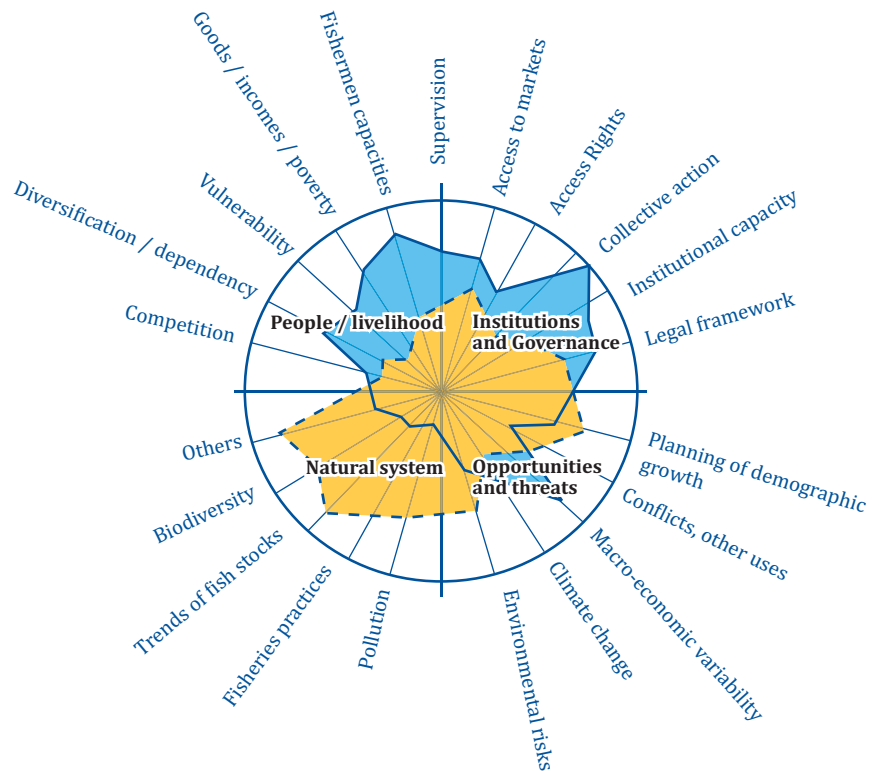 Supervision
Access to markets
Access Rights
Collective action
Institutional capacity
Legal framework
Planning of demographic
growth
Conflicts, other uses
Macro-economic variability
Climate change
Environmental risks
Pollution
Fisheries practices
Trends of fish stocks
Biodiversity
Others
Competition
Diversification / dependency
Vulnerability
Goods / incomes / poverty
Fishermen capacities
People / livelihood
Institutions
and Governance
Natural system
Opportunities
and threats